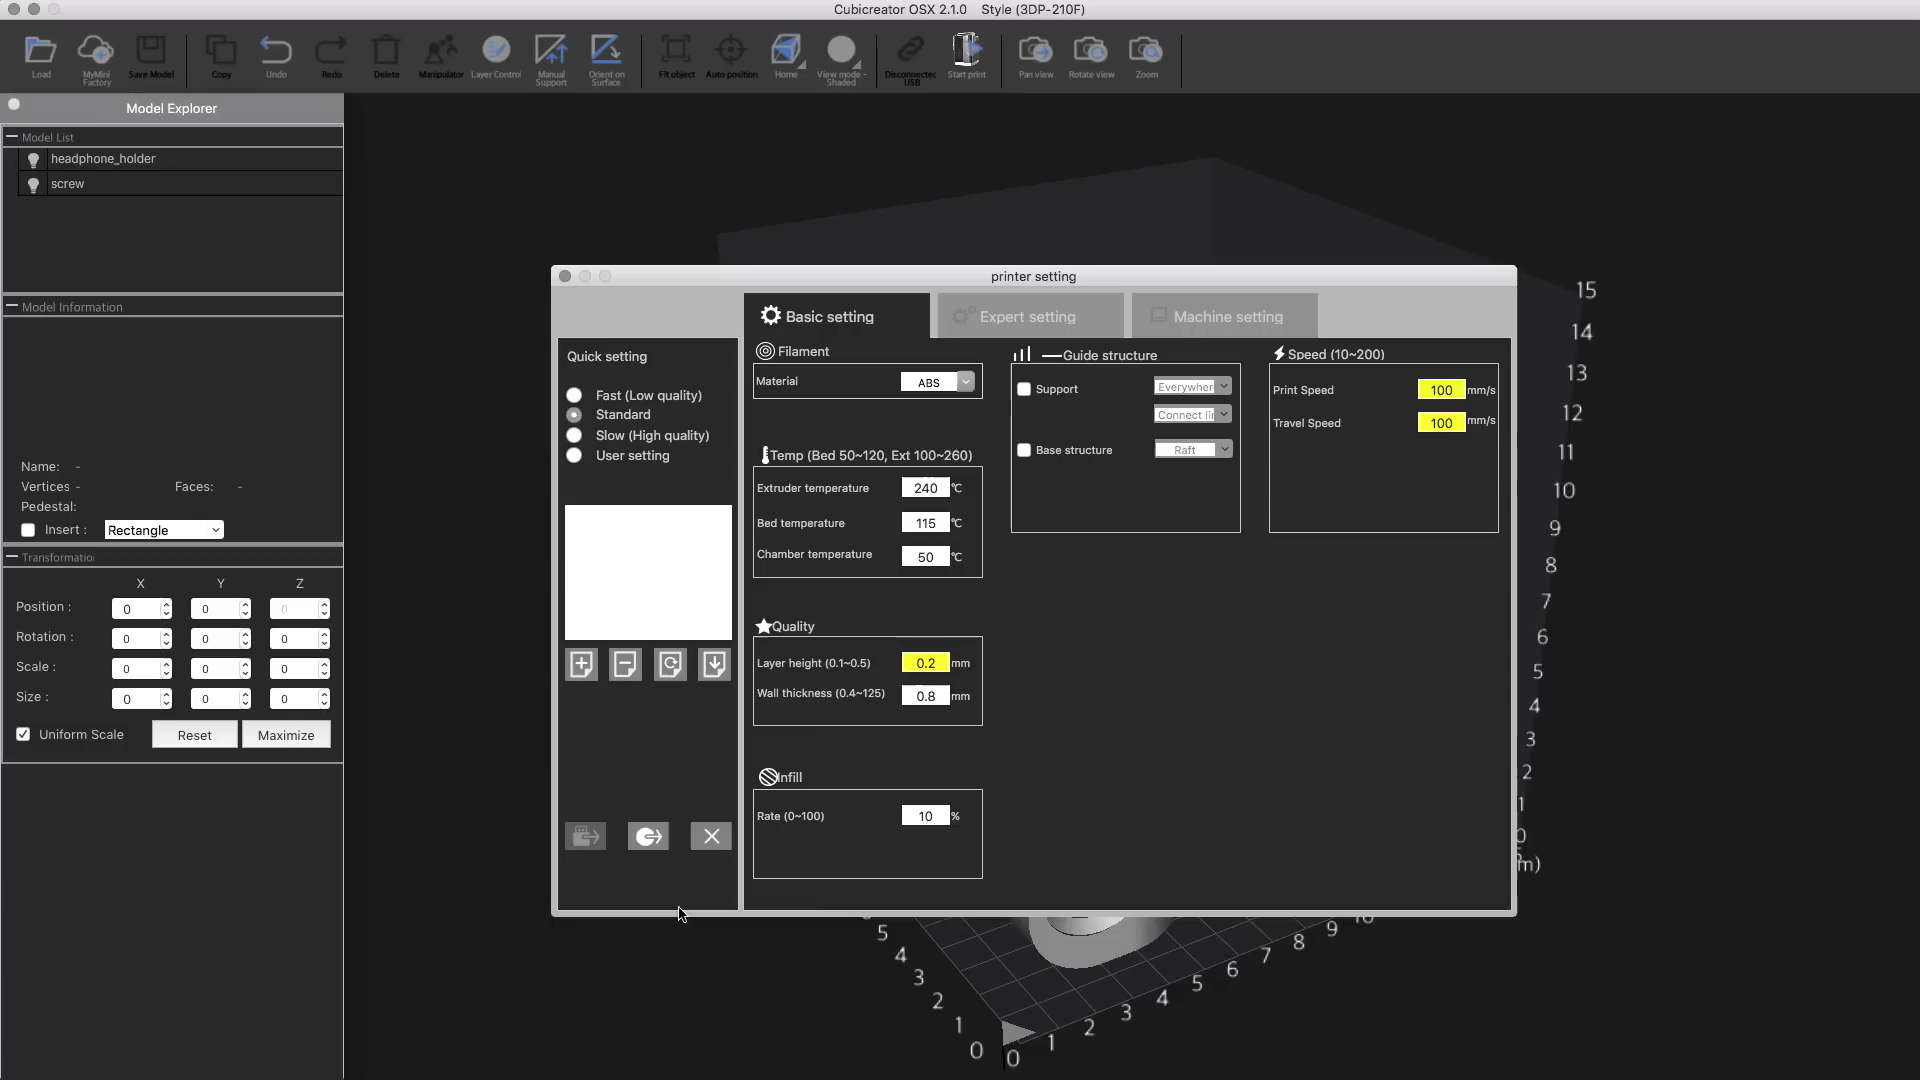 Cubicreator OSX 2.1.0 Style (3DP-210F)
Load
MyMini Factory
Save Model
Copy
Undo
Redo
Delete
Manipulator
Layer Control
Manual Support
Orient on Surface
Fit object
Auto position
Home
View mode - Shaded
Disconnected USB
Start print
Pan view
Rotate view
Zoom
Model Explorer
Model List
headphone_holder
screw
Model Information
Name: -
Vertices - Faces: -
Pedestal:
Insert : Rectangle
Transformation
X Y Z
Position : 0 0 0
Rotation : 0 0 0
Scale : 0 0 0
Size : 0 0 0
Uniform Scale Reset Maximize
printer setting
Basic setting Expert setting Machine setting
Quick setting
Fast (Low quality)
Standard
Slow (High quality)
User setting
Filament
Material ABS
Temp (Bed 50~120, Ext 100~260)
Extruder temperature 240 ℃
Bed temperature 115 ℃
Chamber temperature 50 ℃
Quality
Layer height (0.1~0.5) 0.2 mm
Wall thickness (0.4~125) 0.8 mm
Infill
Rate (0~100) 10 %
Guide structure
Support Everywher
Connect lir
Base structure Raft
Speed (10~200)
Print Speed 100 mm/s
Travel Speed 100 mm/s
15
14
13
12
11
10
9
8
7
6
5
4
3
2
1
0
m)
5
4
3
2
1
0
0
1
2
3
4
5
6
7
8
9
10